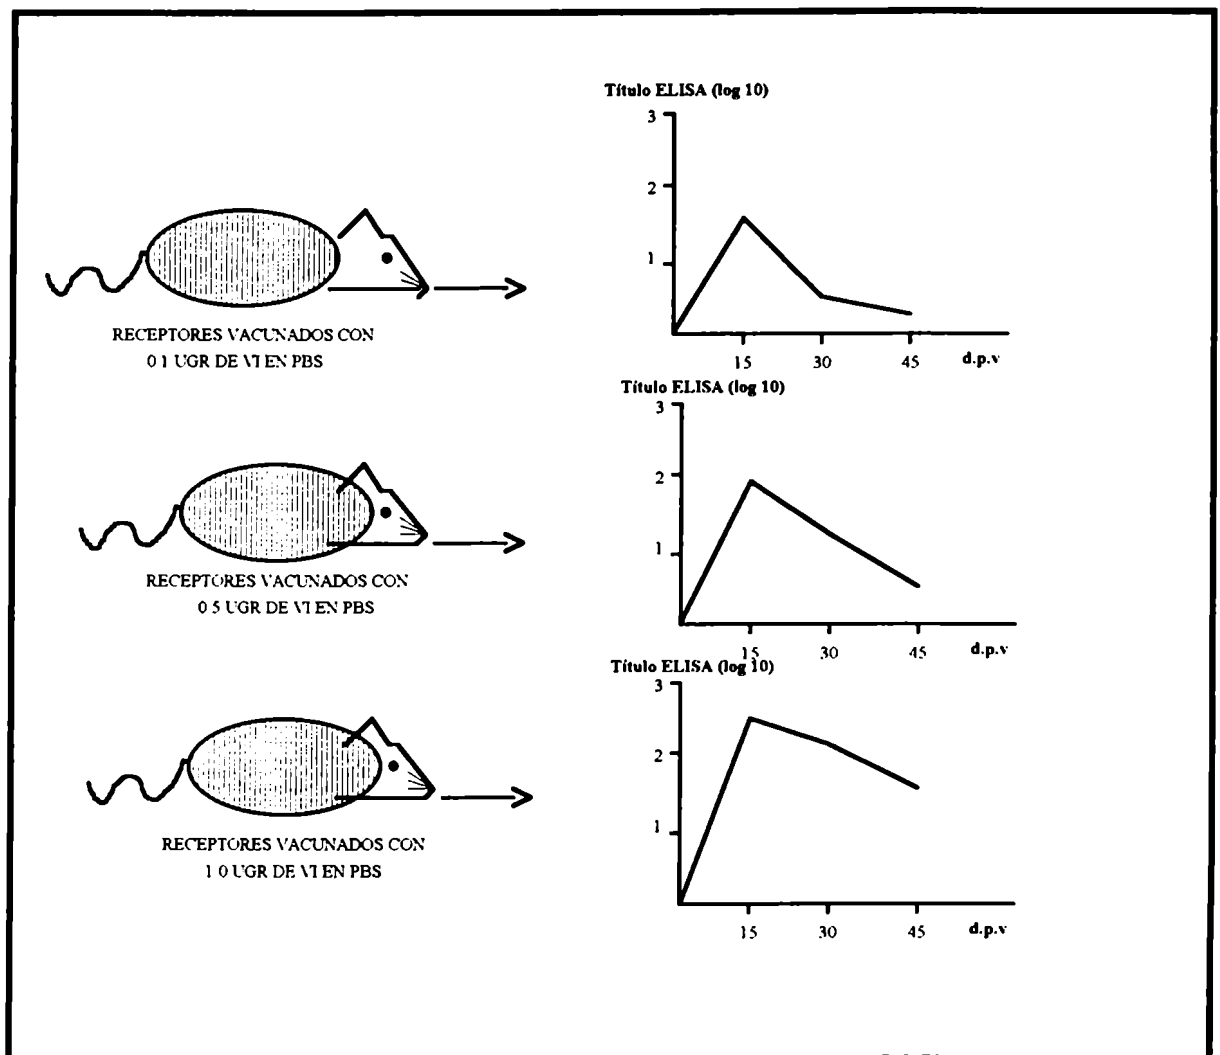 Título ELISA (log 10)
3
2
1
15 30 45 d.p.v
RECEPTORES VACUNADOS CON
0 1 UGR DE VI EN PBS
Título ELISA (log 10)
3
2
1
15 30 45 d.p.v
RECEPTORES VACUNADOS CON
0 5 UGR DE VI EN PBS
Título ELISA (log 10)
3
2
1
15 30 45 d.p.v
RECEPTORES VACUNADOS CON
1 0 UGR DE VI EN PBS